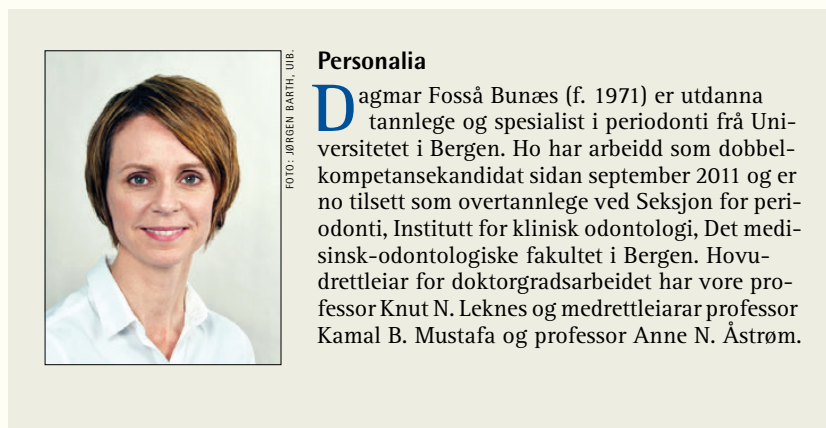 FOTO: JØRGEN BARTH, UIB.
Personalia
Dagmar Fosså Bunæs (f. 1971) er utdanna
tannlege og spesialist i periodonti frå Uni-
versitetet i Bergen. Ho har arbeidd som dobbel-
kompetansekandidat sidan september 2011 og er
no tilsett som overtannlege ved Seksjon for peri-
odonti, Institutt for klinisk odontologi, Det medi-
sinsk-odontologiske fakultet i Bergen. Hovu-
drettleiar for doktorgradsarbeidet har vore pro-
fessor Knut N. Leknes og medrettleiarar professor
Kamal B. Mustafa og professor Anne N. Åstrøm.